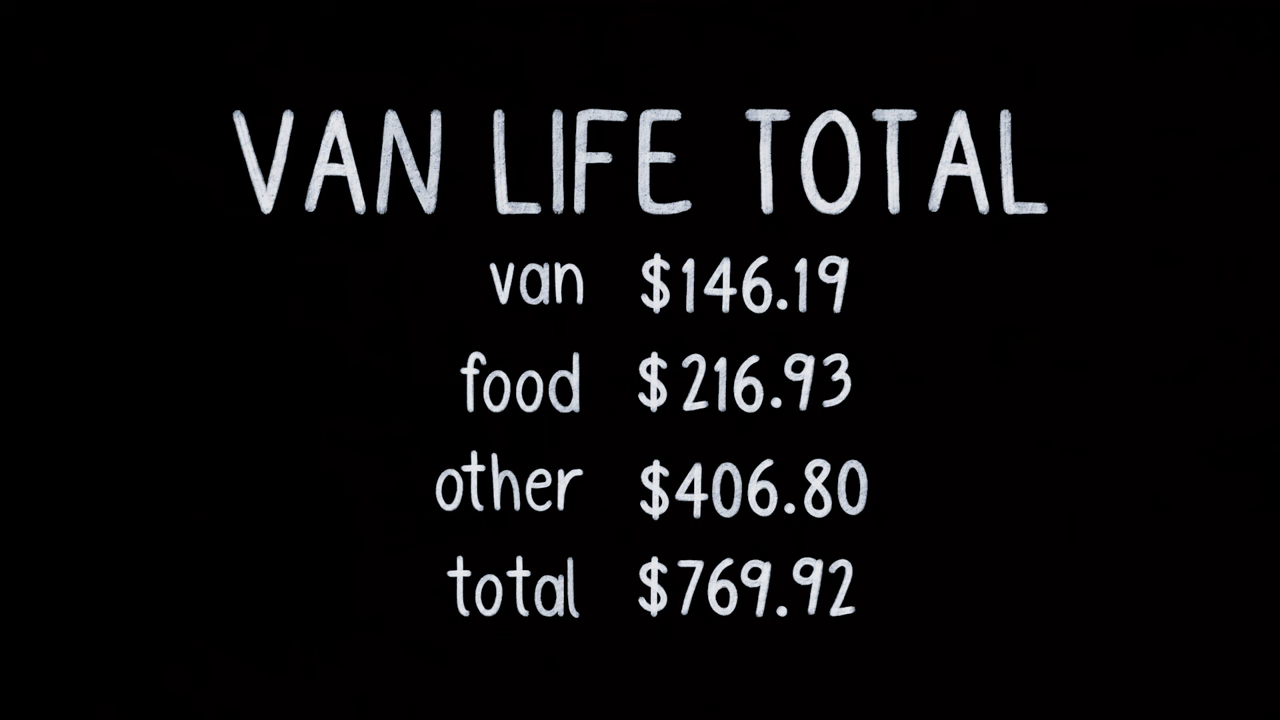 VAN LIFE TOTAL
van $146.19
food $216.93
other $406.80
total $769.92